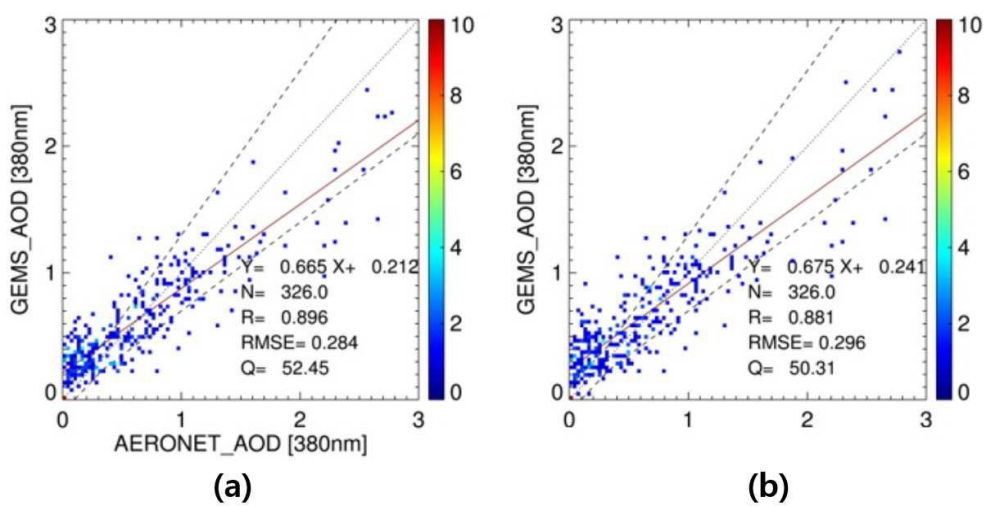 GEMS_AOD [380nm]
3
2
1
0
Y= 0.665 X+ 0.212
N= 326.0
R= 0.896
RMSE= 0.284
Q= 52.45
0 1 2 3
AERONET_AOD [380nm]
10
8
6
4
2
0
(a)
GEMS_AOD [380nm]
3
2
1
0
Y= 0.675 X+ 0.241
N= 326.0
R= 0.881
RMSE= 0.296
Q= 50.31
0 1 2 3
10
8
6
4
2
0
(b)